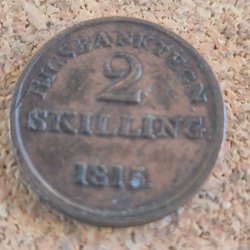 RIGSBANKTEGN
2
SKILLING
1815.